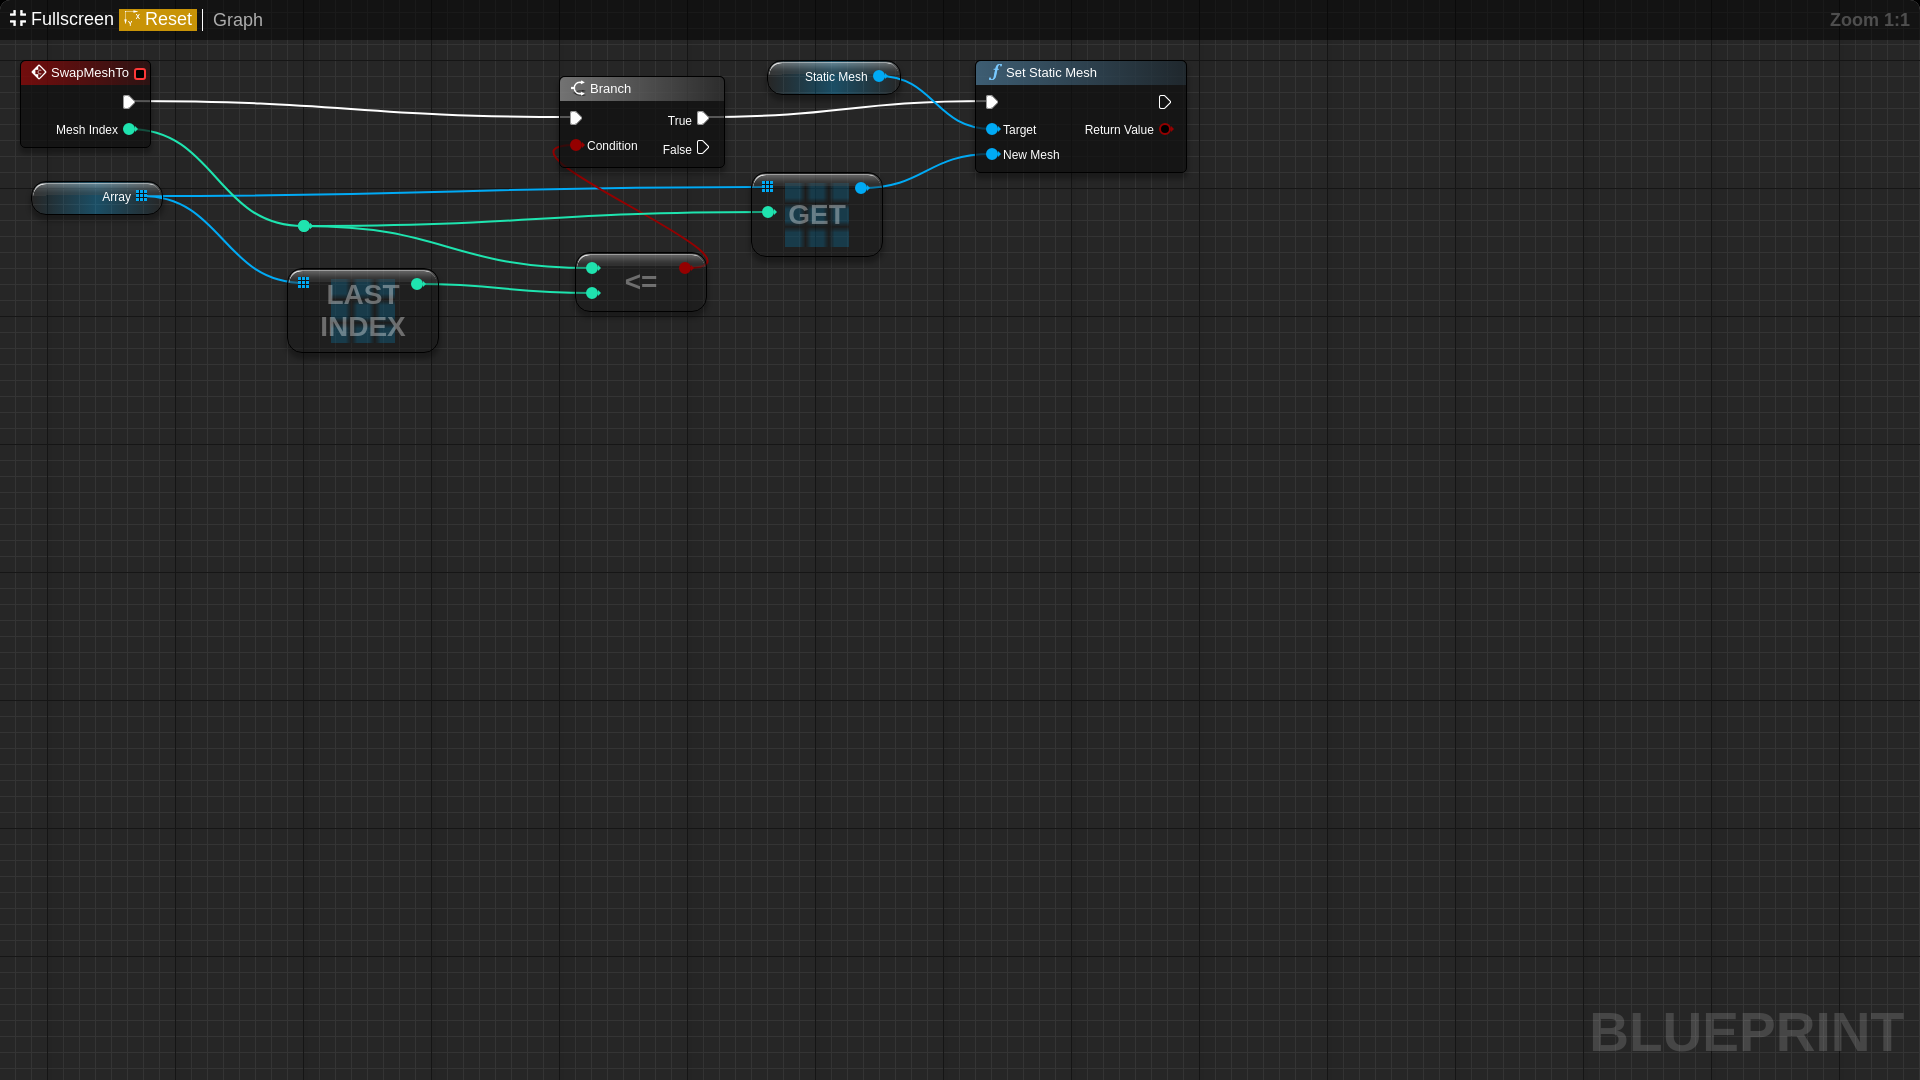 Fullscreen Reset Graph Zoom 1:1
SwapMeshTo
Mesh Index
Array
LAST
INDEX
Branch
True
Condition
False
<=
Static Mesh
GET
Set Static Mesh
Target
Return Value
New Mesh
BLUEPRINT